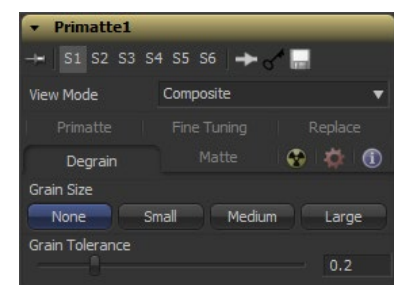 Primatte1
S1 S2 S3 S4 S5 S6
View Mode Composite
Primatte Fine Tuning Replace
Degrain Matte
Grain Size
None Small Medium Large
Grain Tolerance
0.2